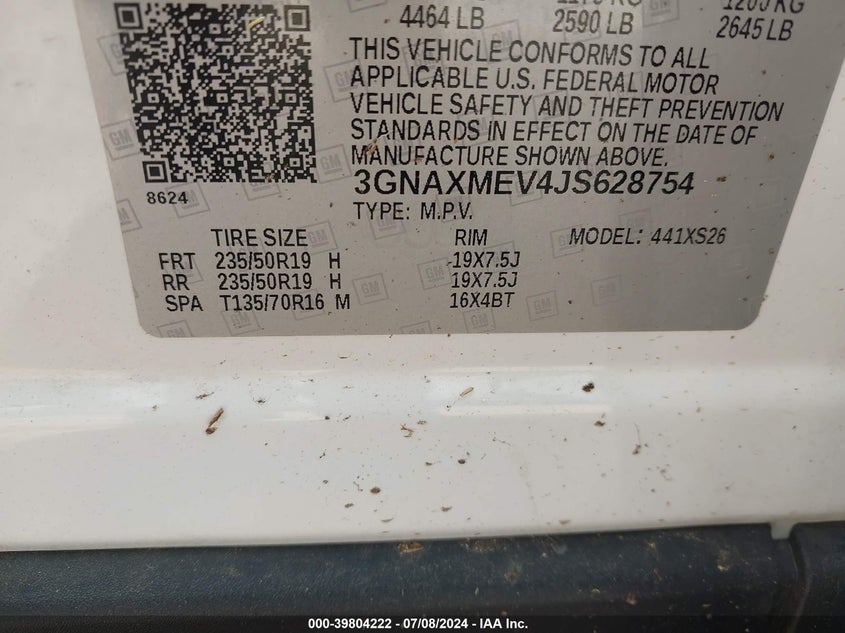 4464 LB 2590 LB 2645 LB
THIS VEHICLE CONFORMS TO ALL
APPLICABLE U.S. FEDERAL MOTOR
VEHICLE SAFETY AND THEFT PREVENTION
STANDARDS IN EFFECT ON THE DATE OF
MANUFACTURE SHOWN ABOVE.
8624
3GNAXMEV4JS628754
TYPE: M.P.V.
TIRE SIZE RIM MODEL: 441XS26
FRT 235/50R19 H 19X7.5J
RR 235/50R19 H 19X7.5J
SPA T135/70R16 M 16X4BT
000-39804222 - 07/08/2024 - IAA Inc.